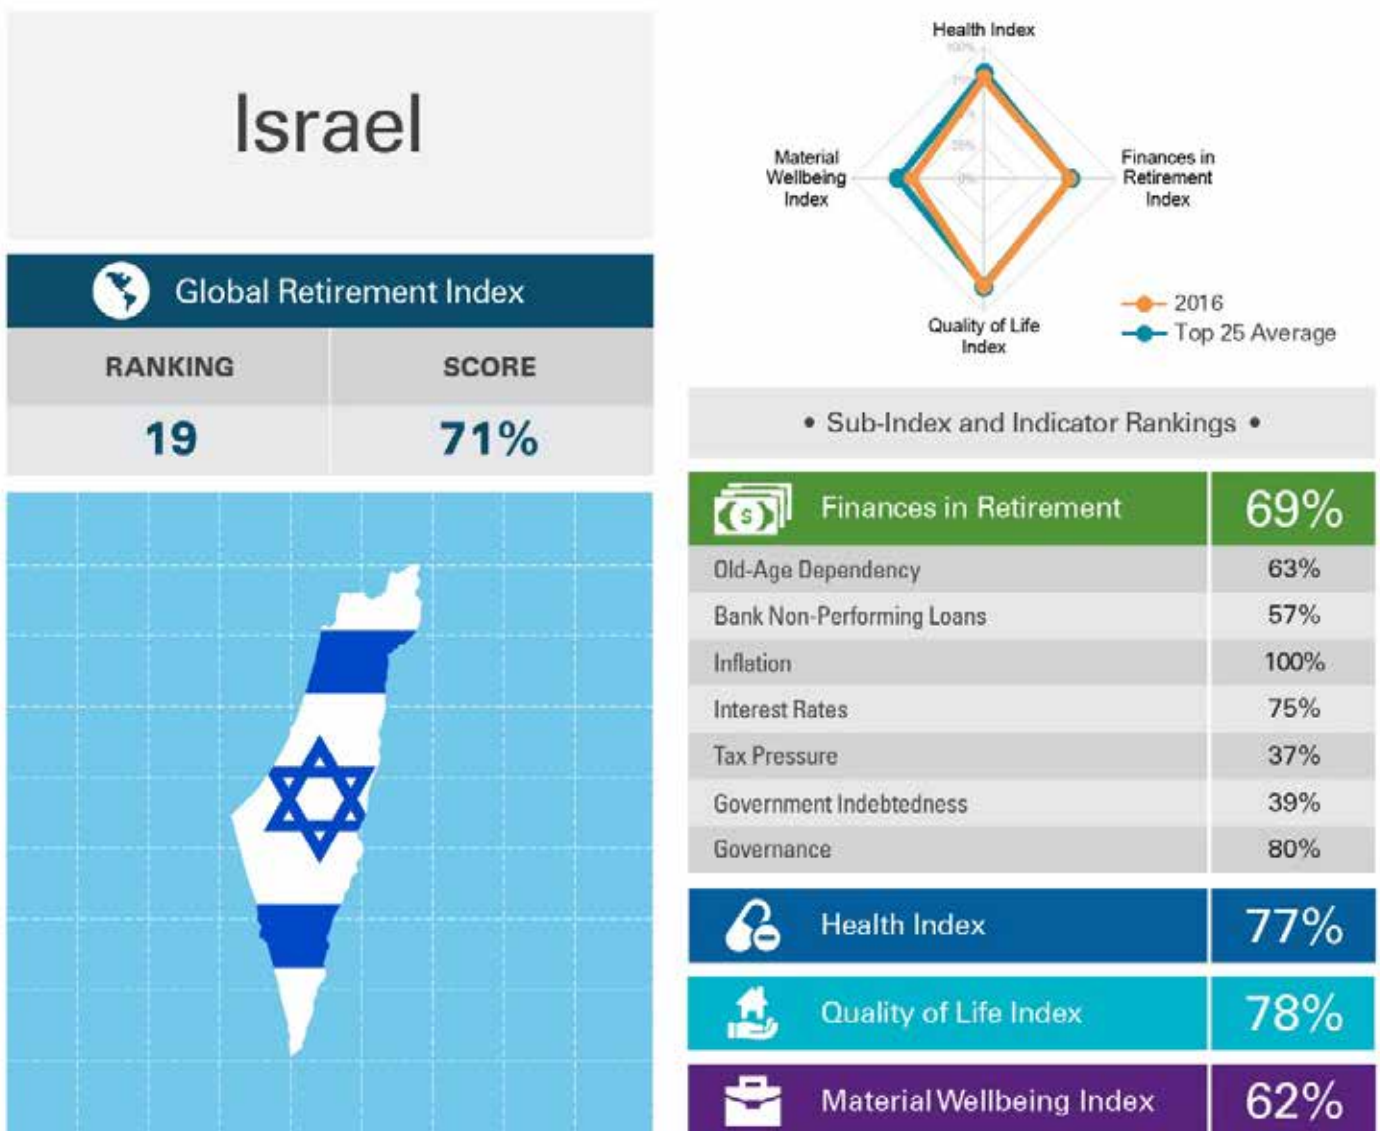 Israel
Global Retirement Index
RANKING
SCORE
19
71%
Health Index
100%
25%
0%
Material
Wellbeing
Index
Finances in
Retirement
Index
Quality of Life
Index
2016
Top 25 Average
• Sub-Index and Indicator Rankings •
Finances in Retirement 69%
Old-Age Dependency 63%
Bank Non-Performing Loans 57%
Inflation 100%
Interest Rates 75%
Tax Pressure 37%
Government Indebtedness 39%
Governance 80%
Health Index 77%
Quality of Life Index 78%
Material Wellbeing Index 62%